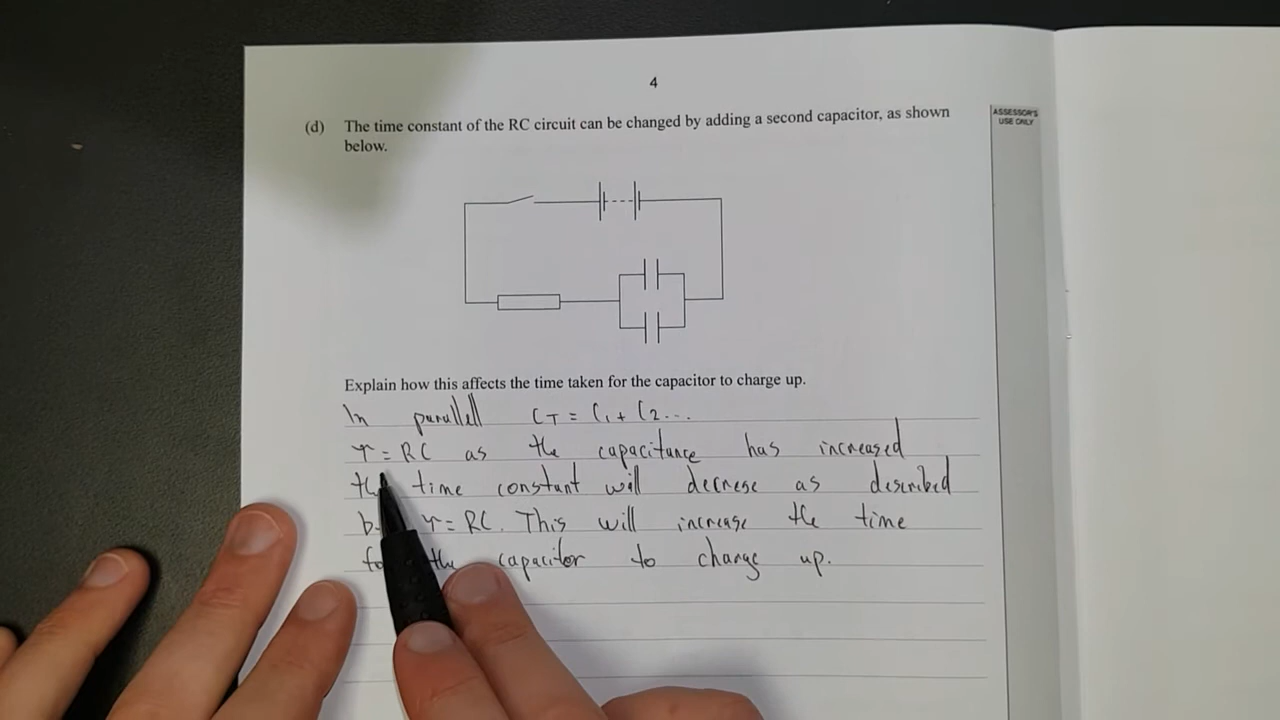 4
(d) The time constant of the RC circuit can be changed by adding a second capacitor, as shown
below.
ASSESSOR'S
USE ONLY
Explain how this affects the time taken for the capacitor to charge up.
In parallell CT = C1 + C2...
τ = RC as the capacitance has increased
the time constant will decrese as described
τ = RC. This will increase the time
the capacitor to charge up.